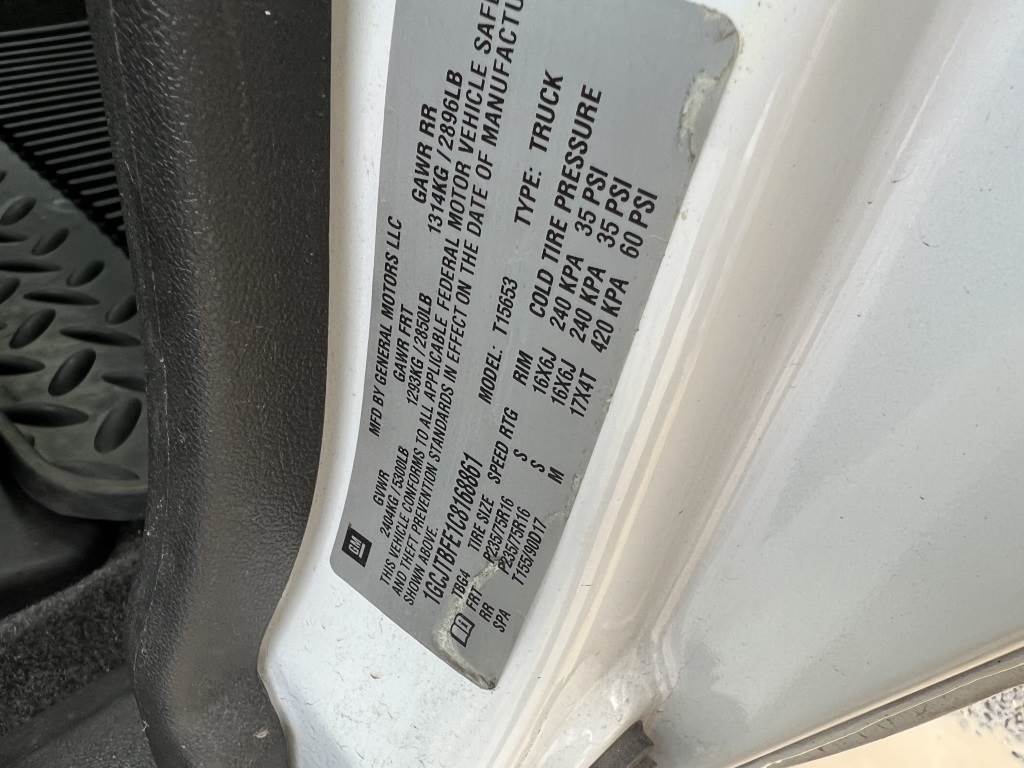 GM
MFD BY GENERAL MOTORS LLC
GVWR GAWR FRT GAWR RR
2404KG / 5300LB 1293KG / 2850LB 1314KG / 2896LB
THIS VEHICLE CONFORMS TO ALL APPLICABLE FEDERAL MOTOR VEHICLE
AND THEFT PREVENTION STANDARDS IN EFFECT ON THE DATE OF
SHOWN ABOVE.
1GCJTBFE1C8168861 MODEL: T15653 TYPE: TRUCK
TBG4 TIRE SIZE SPEED RTG RIM COLD TIRE PRESSURE
FRT P235/75R16 S 16X6J 240 KPA 35 PSI
RR P235/75R16 S 16X6J 240 KPA 35 PSI
SPA T155/90D17 M 17X4T 420 KPA 60 PSI